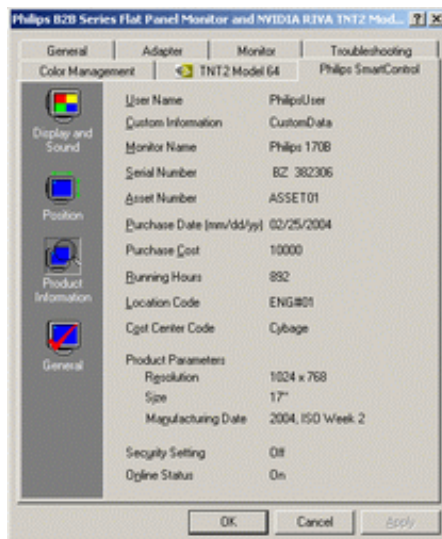 Philips B2B Series Flat Panel Monitor and NVIDIA RIVA TNT2 Mod...
General Adapter Monitor Troubleshooting
Color Management TNT2 Model 64 Philips SmartControl
Display and Sound
Position
Product Information
General
User Name PhilipsUser
Custom Information CustomData
Monitor Name Philips 170B
Serial Number BZ 382306
Asset Number ASSET01
Purchase Date (mm/dd/yy) 02/25/2004
Purchase Cost 10000
Running Hours 892
Location Code ENG#01
Cost Center Code Cybage
Product Parameters
Resolution 1024 x 768
Size 17"
Manufacturing Date 2004, ISO Week 2
Security Setting Off
Online Status On
OK Cancel Apply